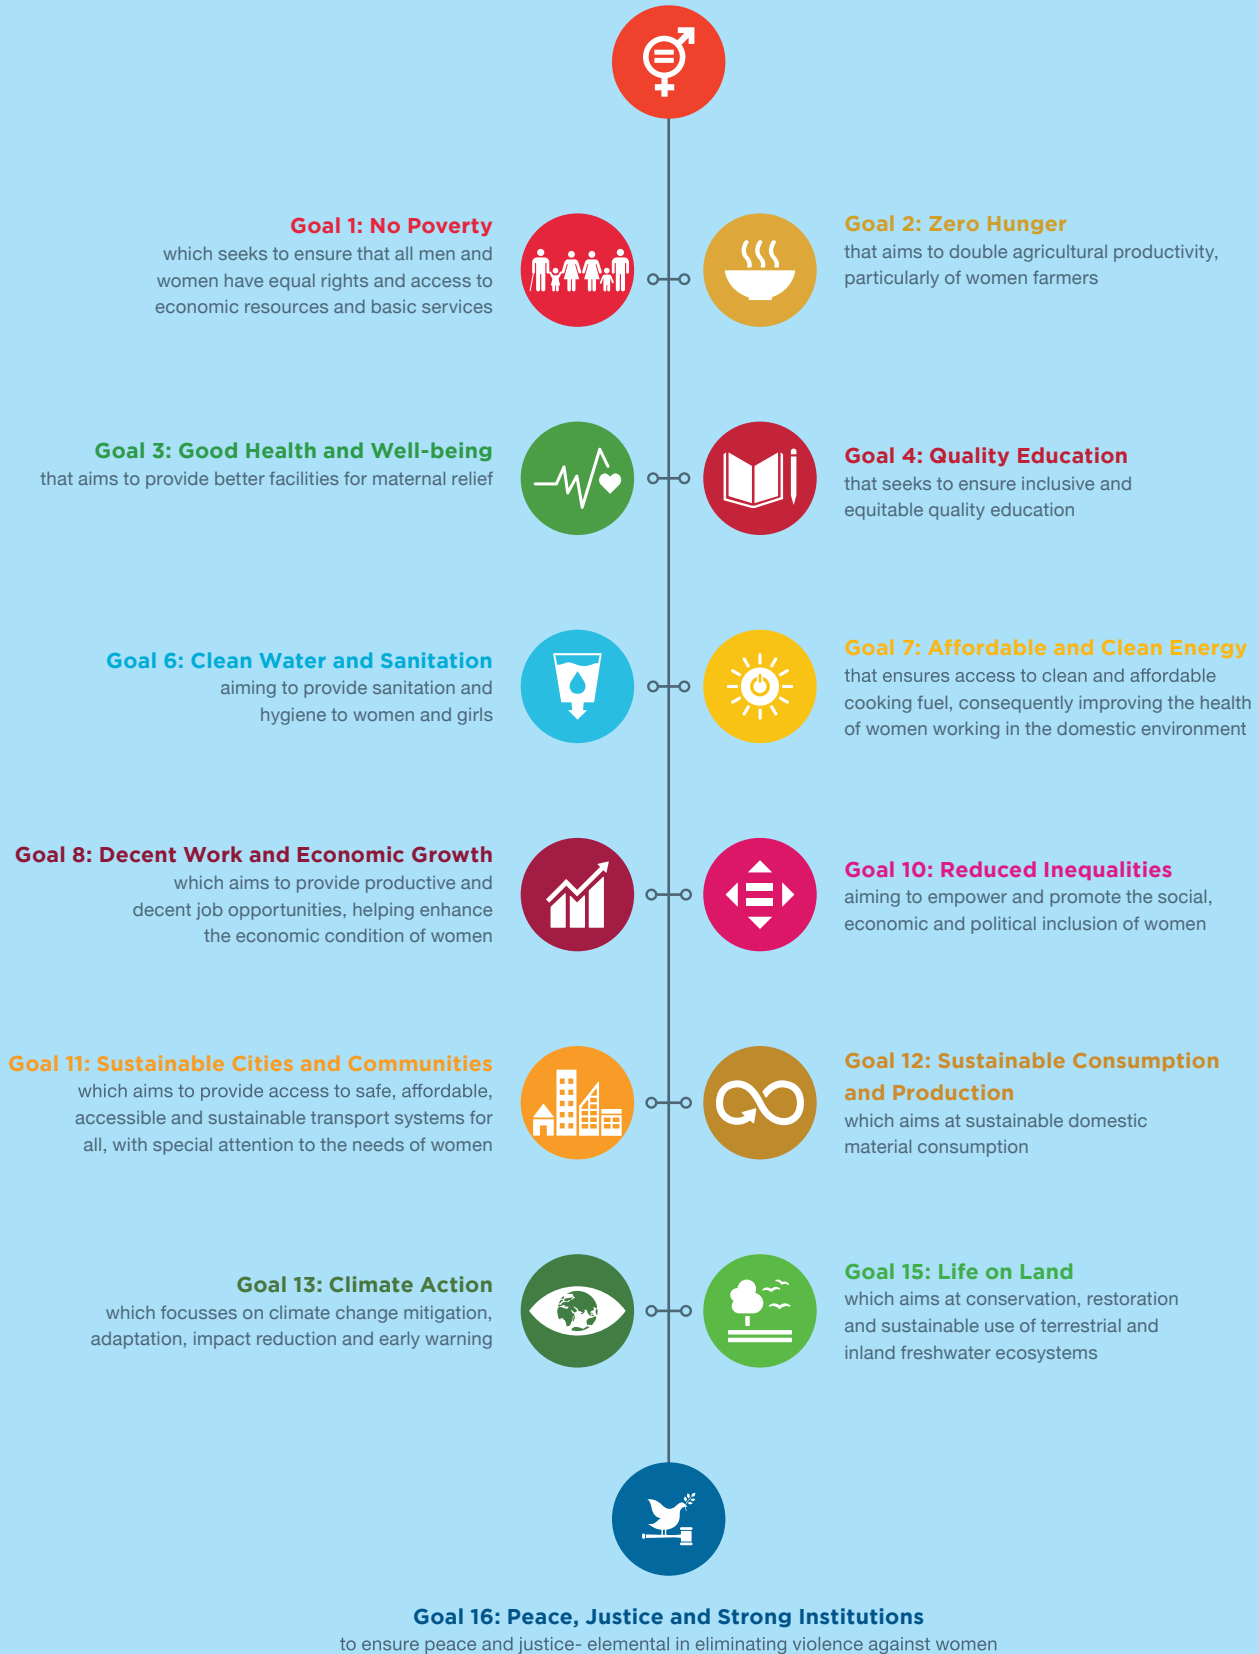 Goal 1: No Poverty
which seeks to ensure that all men and
women have equal rights and access to
economic resources and basic services
Goal 2: Zero Hunger
that aims to double agricultural productivity,
particularly of women farmers
Goal 3: Good Health and Well-being
that aims to provide better facilities for maternal relief
Goal 4: Quality Education
that seeks to ensure inclusive and
equitable quality education
Goal 6: Clean Water and Sanitation
aiming to provide sanitation and
hygiene to women and girls
Goal 7: Affordable and Clean Energy
that ensures access to clean and affordable
cooking fuel, consequently improving the health
of women working in the domestic environment
Goal 8: Decent Work and Economic Growth
which aims to provide productive and
decent job opportunities, helping enhance
the economic condition of women
Goal 10: Reduced Inequalities
aiming to empower and promote the social,
economic and political inclusion of women
Goal 11: Sustainable Cities and Communities
which aims to provide access to safe, affordable,
accessible and sustainable transport systems for
all, with special attention to the needs of women
Goal 12: Sustainable Consumption
and Production
which aims at sustainable domestic
material consumption
Goal 13: Climate Action
which focusses on climate change mitigation,
adaptation, impact reduction and early warning
Goal 15: Life on Land
which aims at conservation, restoration
and sustainable use of terrestrial and
inland freshwater ecosystems
Goal 16: Peace, Justice and Strong Institutions
to ensure peace and justice- elemental in eliminating violence against women